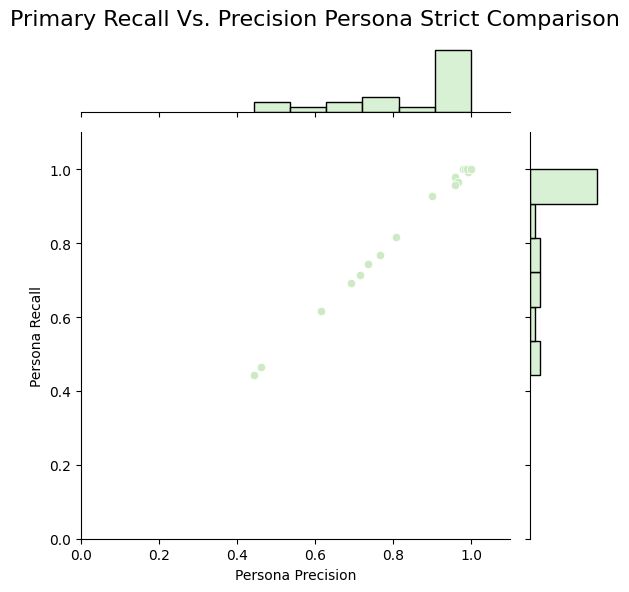 Primary Recall Vs. Precision Persona Strict Comparison
1.0
0.8
0.6
0.4
0.2
0.0
Persona Recall
0.0 0.2 0.4 0.6 0.8 1.0
Persona Precision